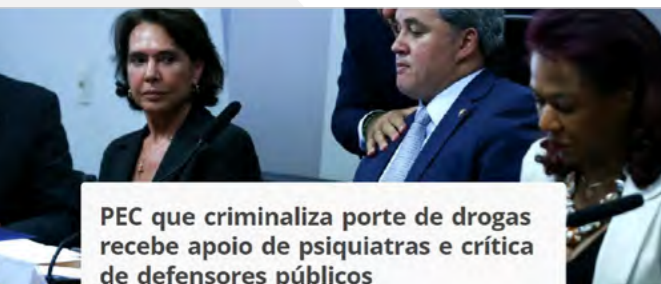 PEC que criminaliza porte de drogas
recebe apoio de psiquiatras e crítica
de defensores públicos